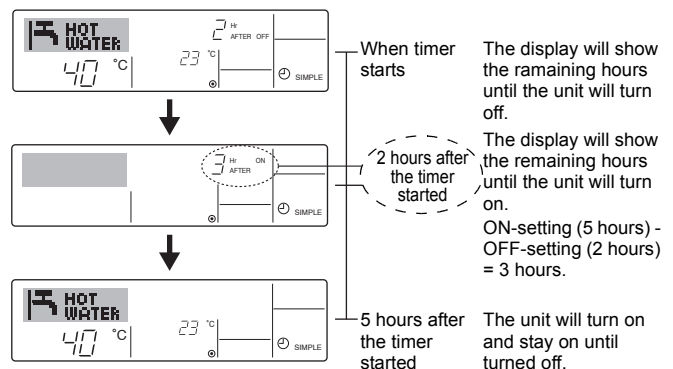 HOT
WATER
40 °C
2 Hr
AFTER OFF
23 °C
SIMPLE
When timer
starts
The display will show
the ramaining hours
until the unit will turn
off.
3 Hr ON
AFTER
SIMPLE
2 hours after
the timer
started
The display will show
the remaining hours
until the unit will turn
on.
ON-setting (5 hours) -
OFF-setting (2 hours)
= 3 hours.
HOT
WATER
40 °C
23 °C
SIMPLE
5 hours after
the timer
started
The unit will turn on
and stay on until
turned off.